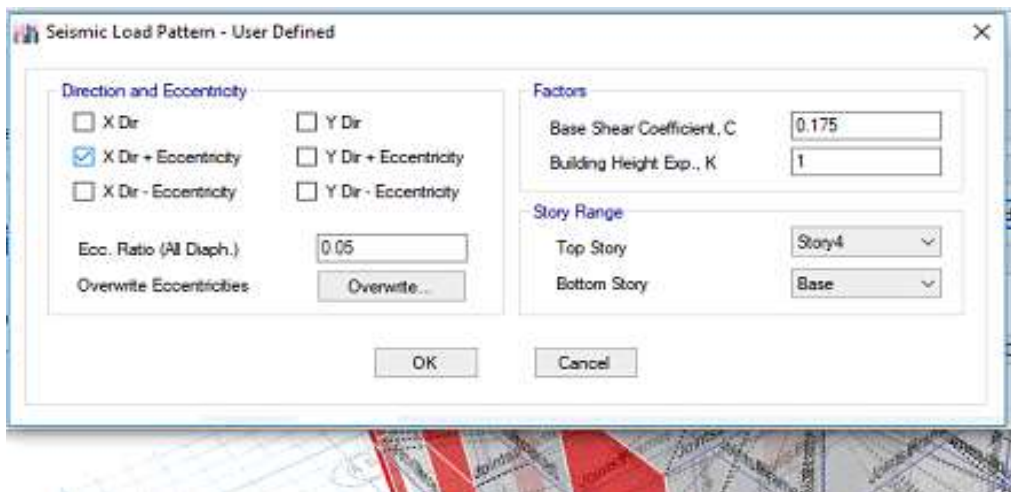 Seismic Load Pattern - User Defined
Direction and Eccentricity
X Dir
Y Dir
X Dir + Eccentricity
Y Dir + Eccentricity
X Dir - Eccentricity
Y Dir - Eccentricity
Ecc. Ratio (All Diaph.)
0.05
Overwrite Eccentricities
Overwrite...
Factors
Base Shear Coefficient, C
0.175
Building Height Exp., K
1
Story Range
Top Story
Story4
Bottom Story
Base
OK
Cancel